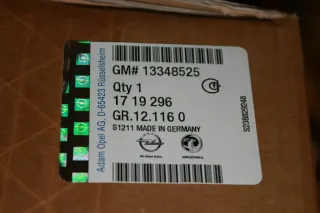 GM# 13348525
Qty 1
17 19 296
GR.12.116 0
S1211 MADE IN GERMANY
Adam Opel AG, D-65423 Rüsselsheim
S23862924B